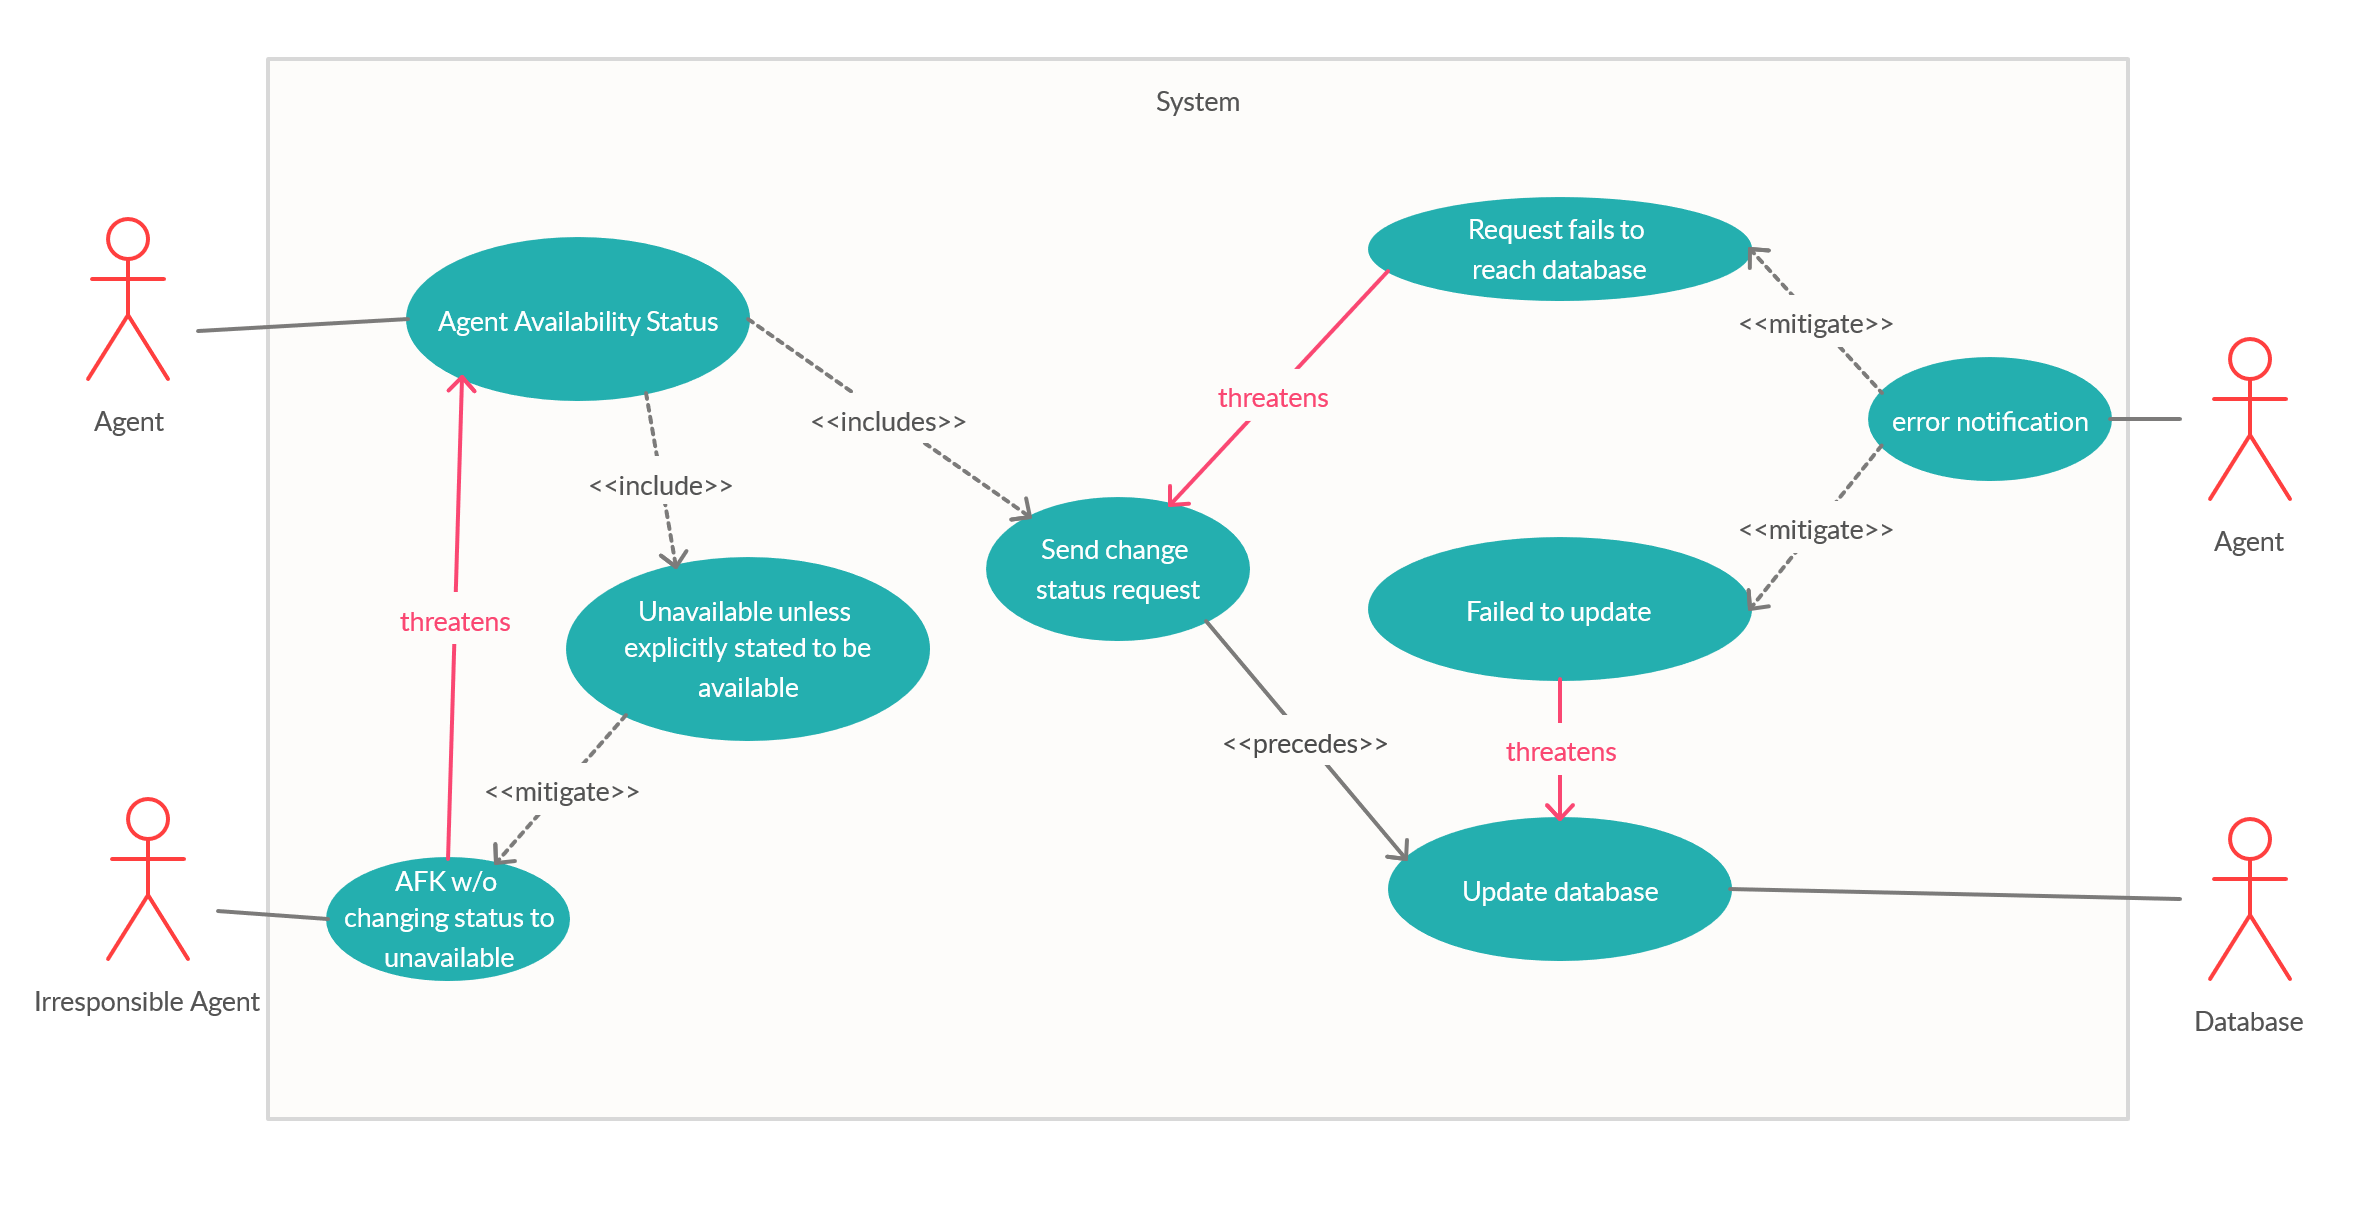 System
Request fails to
reach database
Agent Availability Status
<<mitigate>>
threatens
Agent
<<includes>>
error notification
<<include>>
<<mitigate>>
Agent
Send change
status request
Unavailable unless
explicitly stated to be
available
threatens
Failed to update
<<precedes>>
threatens
<<mitigate>>
AFK w/o
changing status to
unavailable
Update database
Irresponsible Agent
Database